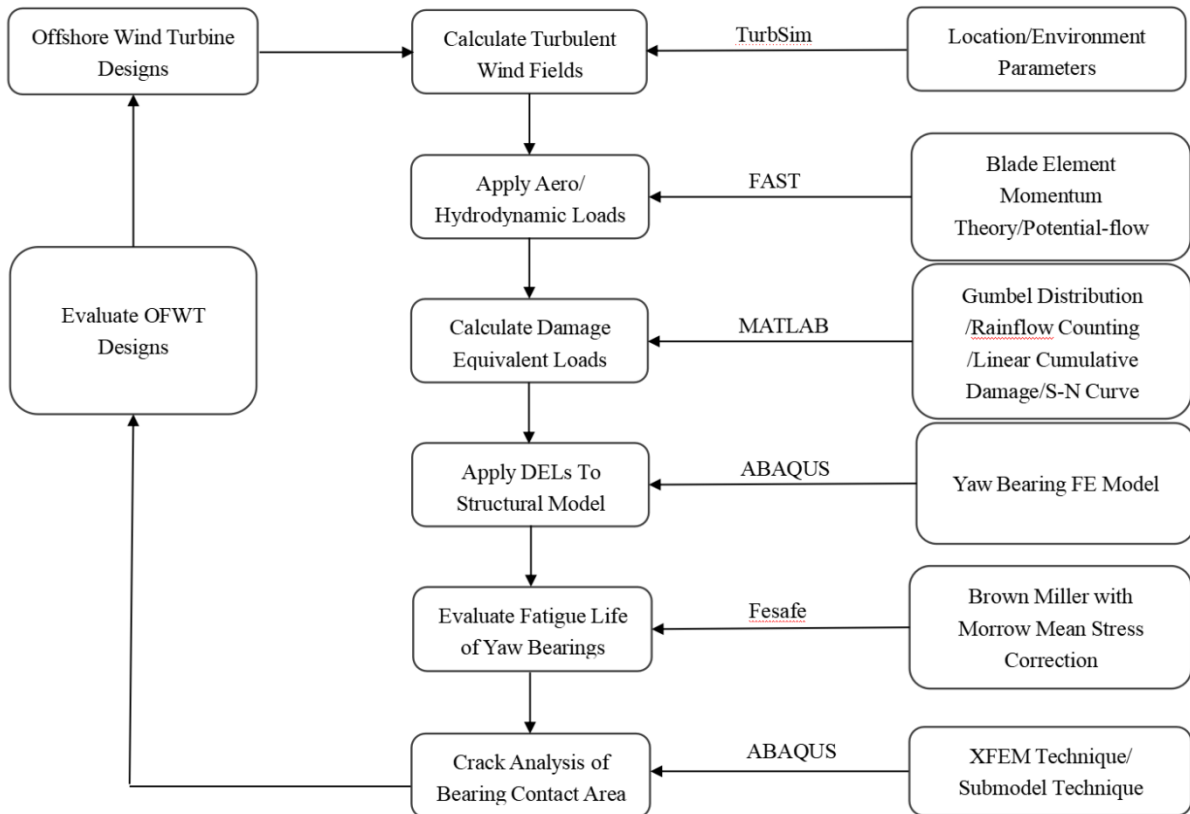 Offshore Wind Turbine
Designs
Calculate Turbulent
Wind Fields
TurbSim
Location/Environment
Parameters
Apply Aero/
Hydrodynamic Loads
FAST
Blade Element
Momentum
Theory/Potential-flow
Evaluate OFWT
Designs
Calculate Damage
Equivalent Loads
MATLAB
Gumbel Distribution
/Rainflow Counting
/Linear Cumulative
Damage/S-N Curve
Apply DELs To
Structural Model
ABAQUS
Yaw Bearing FE Model
Evaluate Fatigue Life
of Yaw Bearings
Fesafe
Brown Miller with
Morrow Mean Stress
Correction
Crack Analysis of
Bearing Contact Area
ABAQUS
XFEM Technique/
Submodel Technique